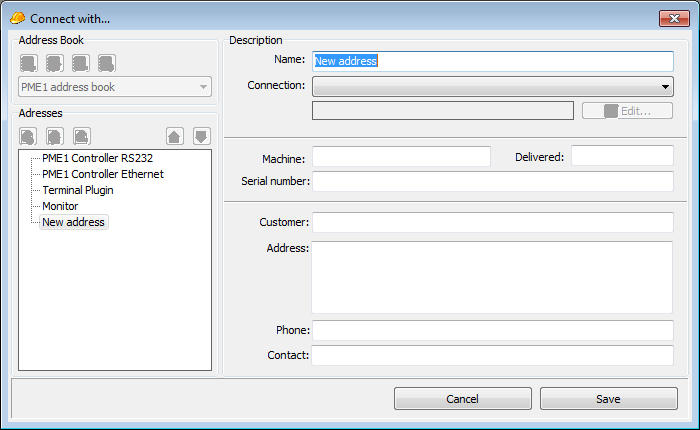 Connect with...
Address Book
PME1 address book
Adresses
PME1 Controller RS232
PME1 Controller Ethernet
Terminal Plugin
Monitor
New address
Description
Name: New address
Connection:
Edit...
Machine: Delivered:
Serial number:
Customer:
Address:
Phone:
Contact:
Cancel Save